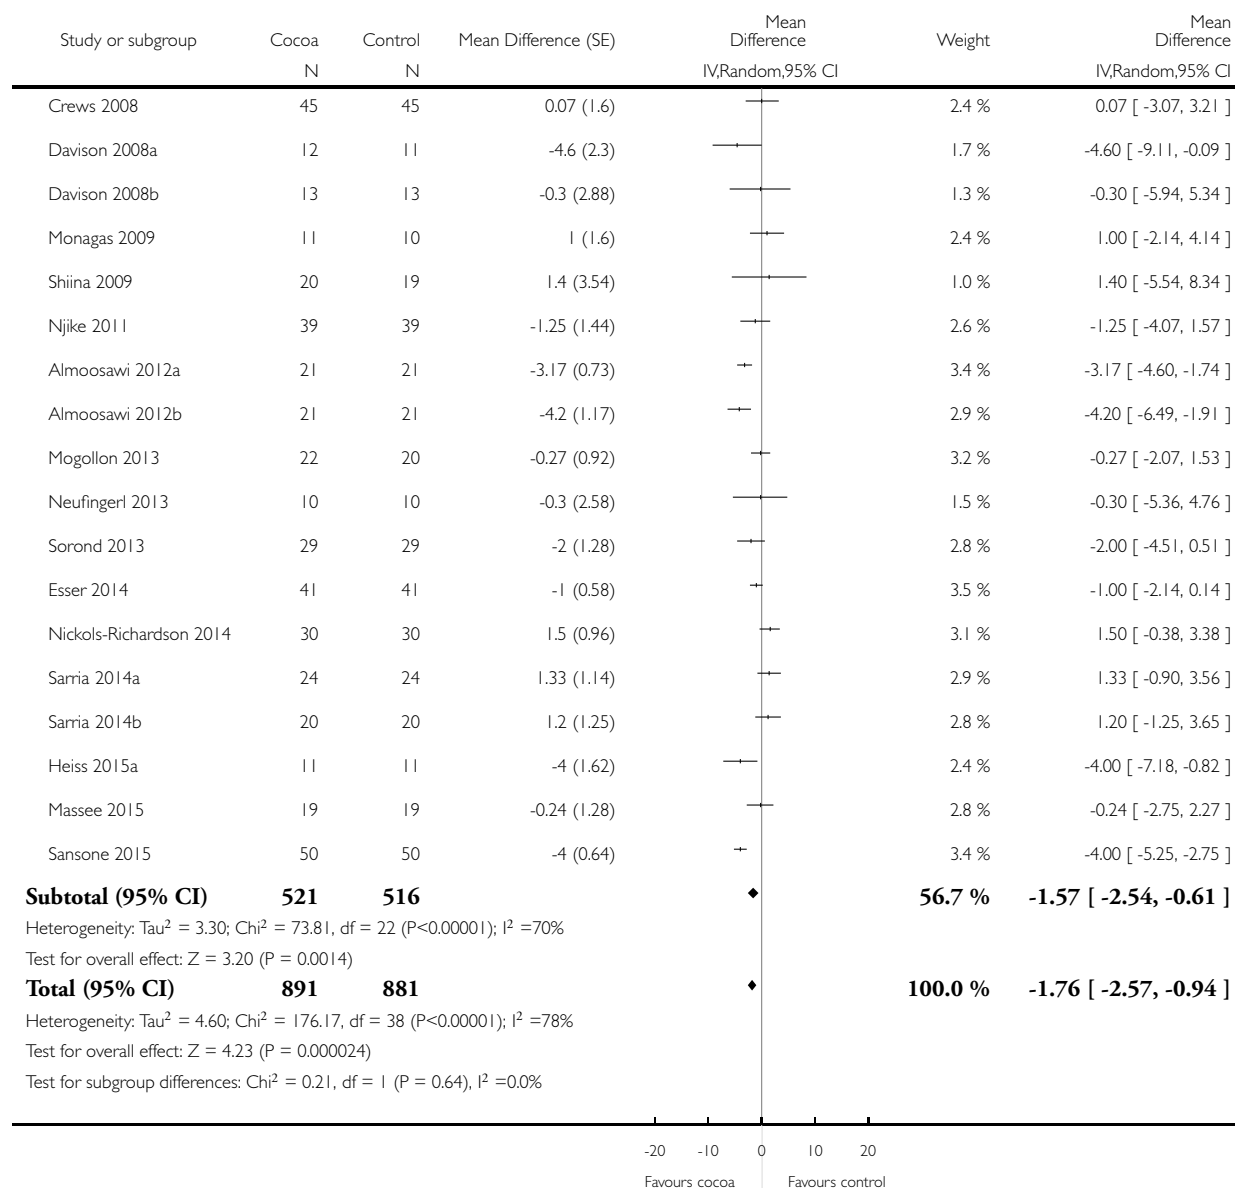 Study or subgroup Cocoa Control Mean Difference (SE) Mean Difference Weight Mean Difference
N N IV,Random,95% CI IV,Random,95% CI
Crews 2008 45 45 0.07 (1.6) 2.4 % 0.07 [ -3.07, 3.21 ]
Davison 2008a 12 11 -4.6 (2.3) 1.7 % -4.60 [ -9.11, -0.09 ]
Davison 2008b 13 13 -0.3 (2.88) 1.3 % -0.30 [ -5.94, 5.34 ]
Monagas 2009 11 10 1 (1.6) 2.4 % 1.00 [ -2.14, 4.14 ]
Shiina 2009 20 19 1.4 (3.54) 1.0 % 1.40 [ -5.54, 8.34 ]
Njike 2011 39 39 -1.25 (1.44) 2.6 % -1.25 [ -4.07, 1.57 ]
Almoosawi 2012a 21 21 -3.17 (0.73) 3.4 % -3.17 [ -4.60, -1.74 ]
Almoosawi 2012b 21 21 -4.2 (1.17) 2.9 % -4.20 [ -6.49, -1.91 ]
Mogollon 2013 22 20 -0.27 (0.92) 3.2 % -0.27 [ -2.07, 1.53 ]
Neufingerl 2013 10 10 -0.3 (2.58) 1.5 % -0.30 [ -5.36, 4.76 ]
Sorond 2013 29 29 -2 (1.28) 2.8 % -2.00 [ -4.51, 0.51 ]
Esser 2014 41 41 -1 (0.58) 3.5 % -1.00 [ -2.14, 0.14 ]
Nickols-Richardson 2014 30 30 1.5 (0.96) 3.1 % 1.50 [ -0.38, 3.38 ]
Sarria 2014a 24 24 1.33 (1.14) 2.9 % 1.33 [ -0.90, 3.56 ]
Sarria 2014b 20 20 1.2 (1.25) 2.8 % 1.20 [ -1.25, 3.65 ]
Heiss 2015a 11 11 -4 (1.62) 2.4 % -4.00 [ -7.18, -0.82 ]
Massee 2015 19 19 -0.24 (1.28) 2.8 % -0.24 [ -2.75, 2.27 ]
Sansone 2015 50 50 -4 (0.64) 3.4 % -4.00 [ -5.25, -2.75 ]
Subtotal (95% CI) 521 516 56.7 % -1.57 [ -2.54, -0.61 ]
Heterogeneity: Tau² = 3.30; Chi² = 73.81, df = 22 (P<0.00001); I² =70%
Test for overall effect: Z = 3.20 (P = 0.0014)
Total (95% CI) 891 881 100.0 % -1.76 [ -2.57, -0.94 ]
Heterogeneity: Tau² = 4.60; Chi² = 176.17, df = 38 (P<0.00001); I² =78%
Test for overall effect: Z = 4.23 (P = 0.000024)
Test for subgroup differences: Chi² = 0.21, df = 1 (P = 0.64), I² =0.0%
-20 -10 0 10 20
Favours cocoa Favours control